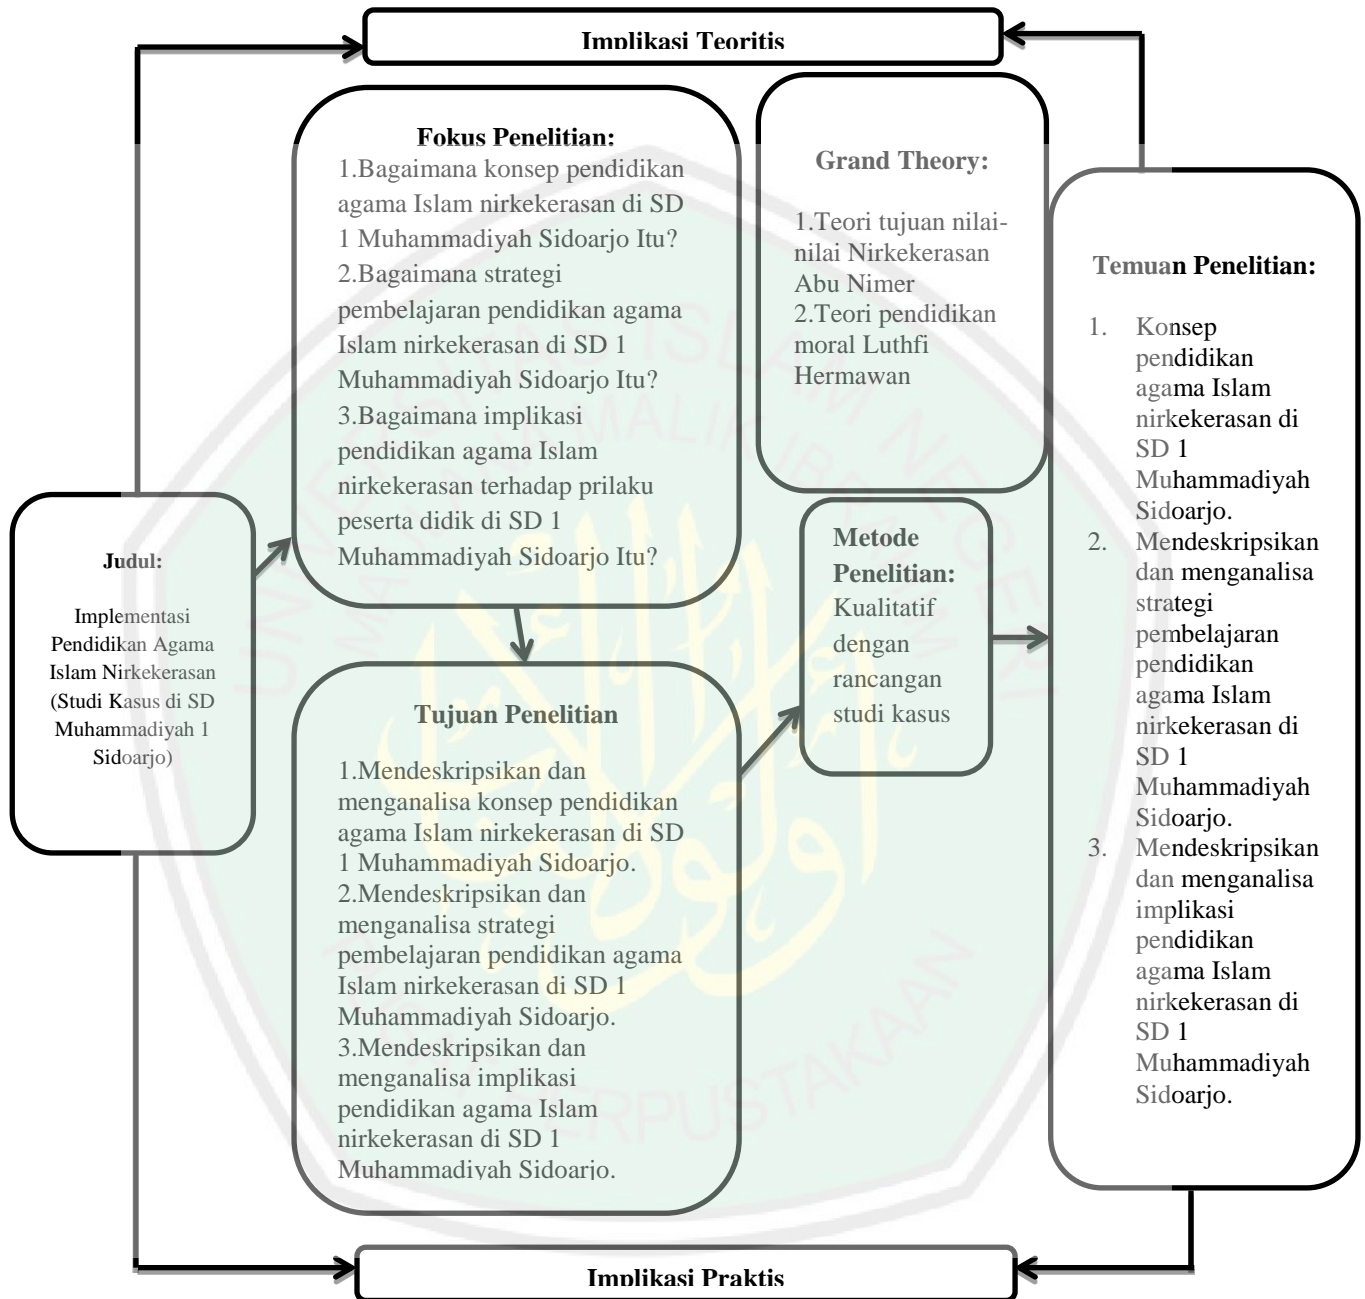 Implikasi Teoritis
Fokus Penelitian:
1.Bagaimana konsep pendidikan
agama Islam nirkekerasan di SD
1 Muhammadiyah Sidoarjo Itu?
2.Bagaimana strategi
pembelajaran pendidikan agama
Islam nirkekerasan di SD 1
Muhammadiyah Sidoarjo Itu?
3.Bagaimana implikasi
pendidikan agama Islam
nirkekerasan terhadap prilaku
peserta didik di SD 1
Muhammadiyah Sidoarjo Itu?
Grand Theory:
1.Teori tujuan nilai-
nilai Nirkekerasan
Abu Nimer
2.Teori pendidikan
moral Luthfi
Hermawan
Judul:
Implementasi
Pendidikan Agama
Islam Nirkekerasan
(Studi Kasus di SD
Muhammadiyah 1
Sidoarjo)
Tujuan Penelitian
1.Mendeskripsikan dan
menganalisa konsep pendidikan
agama Islam nirkekerasan di SD
1 Muhammadiyah Sidoarjo.
2.Mendeskripsikan dan
menganalisa strategi
pembelajaran pendidikan agama
Islam nirkekerasan di SD 1
Muhammadiyah Sidoarjo.
3.Mendeskripsikan dan
menganalisa implikasi
pendidikan agama Islam
nirkekerasan di SD 1
Muhammadiyah Sidoarjo.
Metode
Penelitian:
Kualitatif
dengan
rancangan
studi kasus
Temuan Penelitian:
1. Konsep
pendidikan
agama Islam
nirkekerasan di
SD 1
Muhammadiyah
Sidoarjo.
2. Mendeskripsikan
dan menganalisa
strategi
pembelajaran
pendidikan
agama Islam
nirkekerasan di
SD 1
Muhammadiyah
Sidoarjo.
3. Mendeskripsikan
dan menganalisa
implikasi
pendidikan
agama Islam
nirkekerasan di
SD 1
Muhammadiyah
Sidoarjo.
Implikasi Praktis